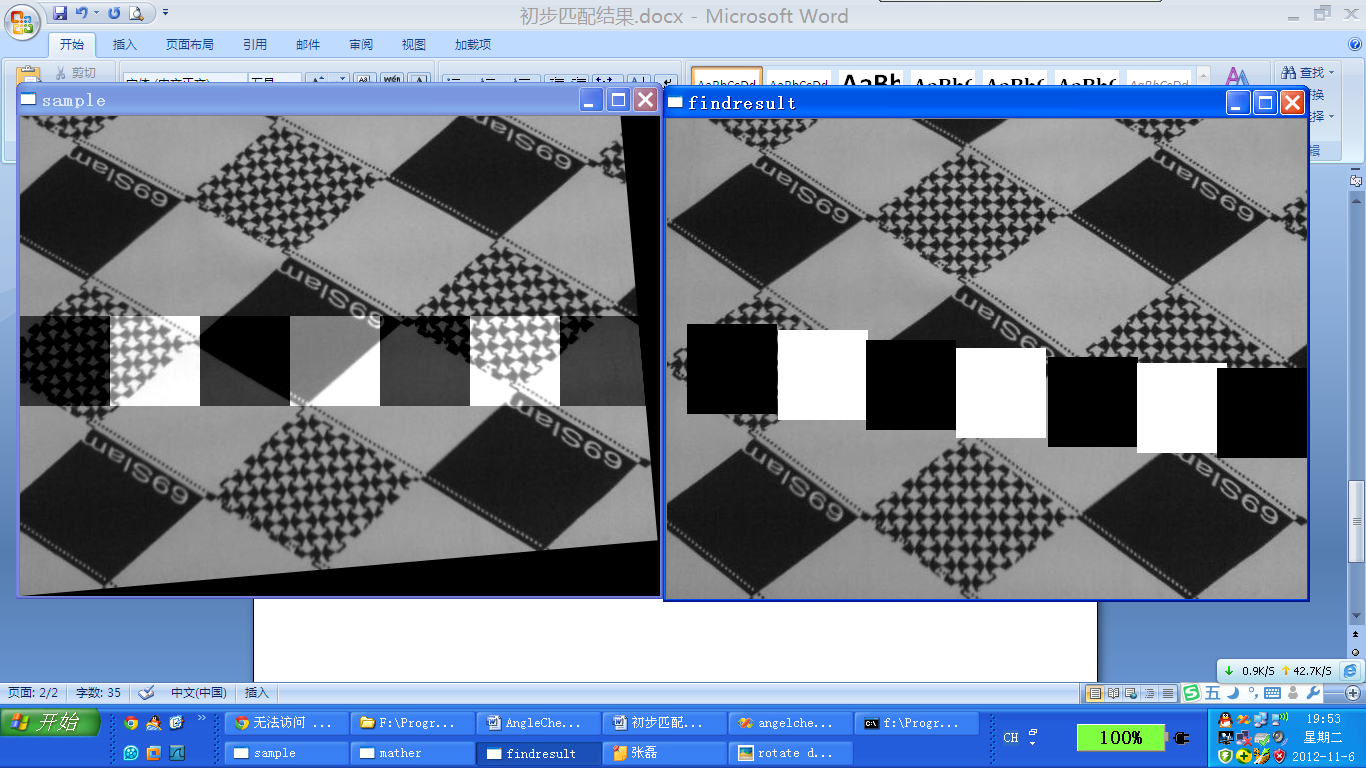 初步匹配结果.docx - Microsoft Word
开始 插入 页面布局 引用 邮件 审阅 视图 加载项
剪切
查找
sample
findresult
69Slam
69Slam
69Slam
69Slam
69Slam
69Slam
69Slam
69Slam
69Slam
69Slam
0.9K/S 42.7K/S
页面: 2/2 字数: 35 中文(中国) 插入
五
开始
无法访问 ...
F:\Progr...
AngleChe...
初步匹配...
angelche...
f:\Progr...
sample
mather
findresult
张磊
rotate d...
CH
100%
19:53
星期二
2012-11-6